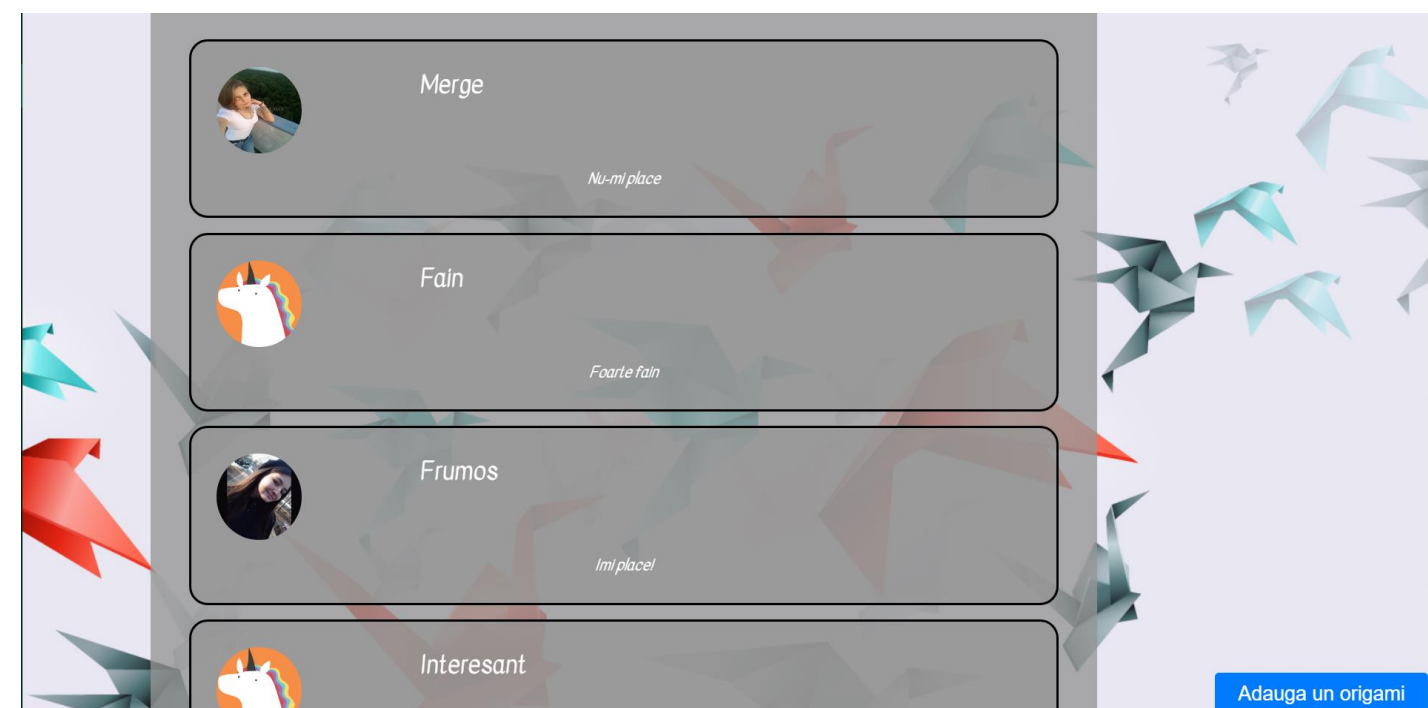 Merge
Nu-mi place
Fain
Foarte fain
Frumos
Imi place!
Interesant
Adauga un origami